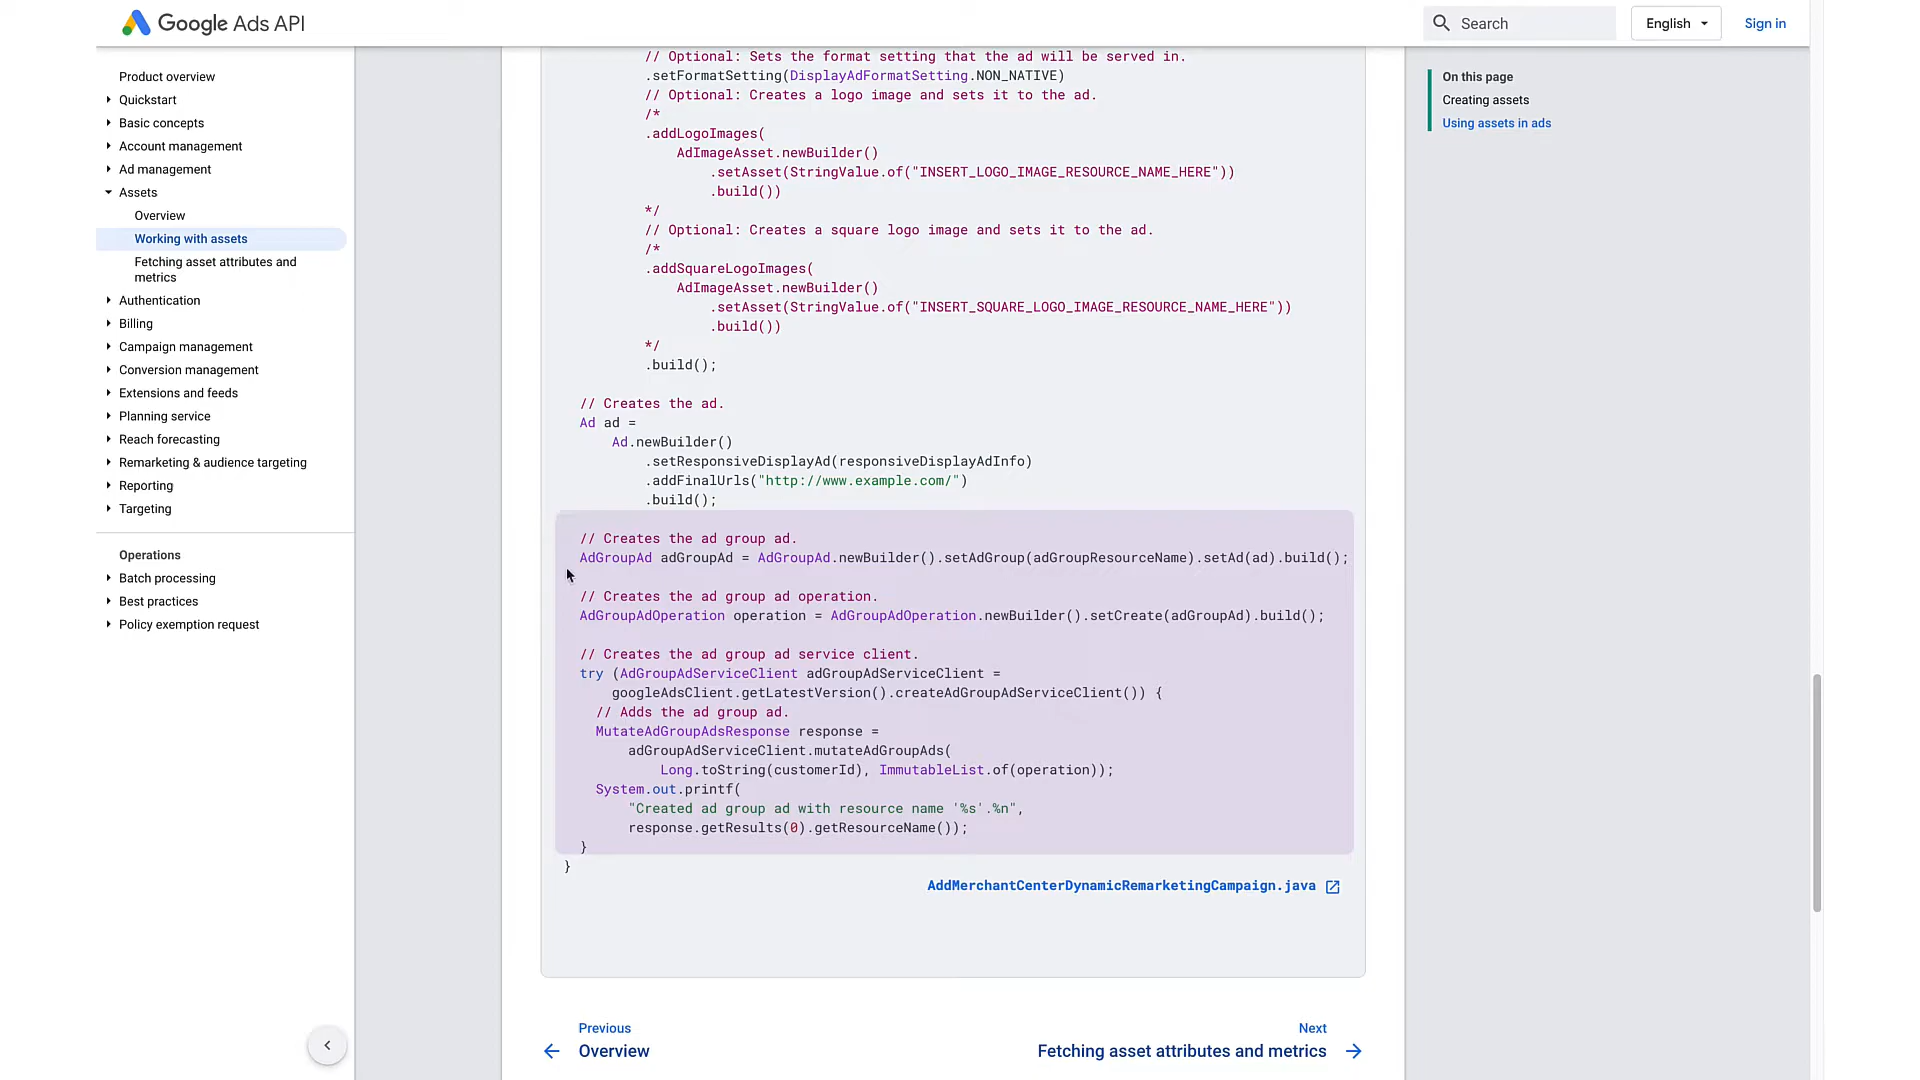 Google Ads API
Search
English
Sign in
Product overview
Quickstart
Basic concepts
Account management
Ad management
Assets
Overview
Working with assets
Fetching asset attributes and
metrics
Authentication
Billing
Campaign management
Conversion management
Extensions and feeds
Planning service
Reach forecasting
Remarketing & audience targeting
Reporting
Targeting
Operations
Batch processing
Best practices
Policy exemption request
// Optional: Sets the format setting that the ad will be served in.
.setFormatSetting(DisplayAdFormatSetting.NON_NATIVE)
// Optional: Creates a logo image and sets it to the ad.
/*
.addLogoImages(
AdImageAsset.newBuilder()
.setAsset(StringValue.of("INSERT_LOGO_IMAGE_RESOURCE_NAME_HERE"))
.build())
*/
// Optional: Creates a square logo image and sets it to the ad.
/*
.addSquareLogoImages(
AdImageAsset.newBuilder()
.setAsset(StringValue.of("INSERT_SQUARE_LOGO_IMAGE_RESOURCE_NAME_HERE"))
.build())
*/
.build();
// Creates the ad.
Ad ad =
Ad.newBuilder()
.setResponsiveDisplayAd(responsiveDisplayAdInfo)
.addFinalUrls("http://www.example.com/")
.build();
// Creates the ad group ad.
AdGroupAd adGroupAd = AdGroupAd.newBuilder().setAdGroup(adGroupResourceName).setAd(ad).build();
// Creates the ad group ad operation.
AdGroupAdOperation operation = AdGroupAdOperation.newBuilder().setCreate(adGroupAd).build();
// Creates the ad group ad service client.
try (AdGroupAdServiceClient adGroupAdServiceClient =
googleAdsClient.getLatestVersion().createAdGroupAdServiceClient()) {
// Adds the ad group ad.
MutateAdGroupAdsResponse response =
adGroupAdServiceClient.mutateAdGroupAds(
Long.toString(customerId), ImmutableList.of(operation));
System.out.printf(
"Created ad group ad with resource name '%s'.%n",
response.getResults(0).getResourceName());
}
}
AddMerchantCenterDynamicRemarketingCampaign.java
Previous
Overview
Next
Fetching asset attributes and metrics
On this page
Creating assets
Using assets in ads